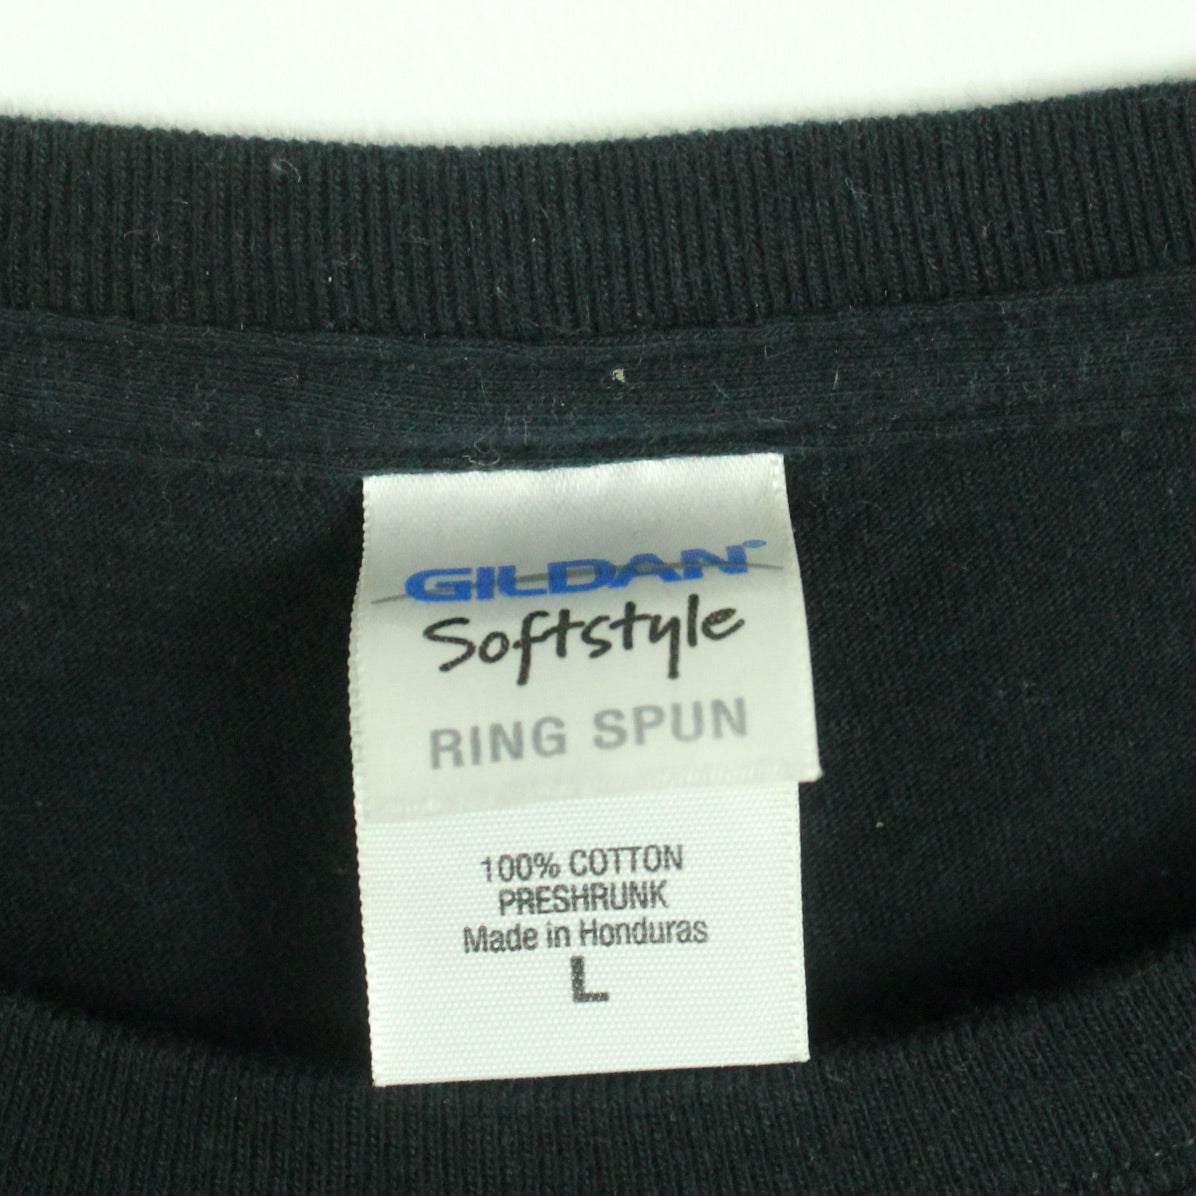 GILDAN®
Softstyle
RING SPUN
100% COTTON
PRESHRUNK
Made in Honduras
L